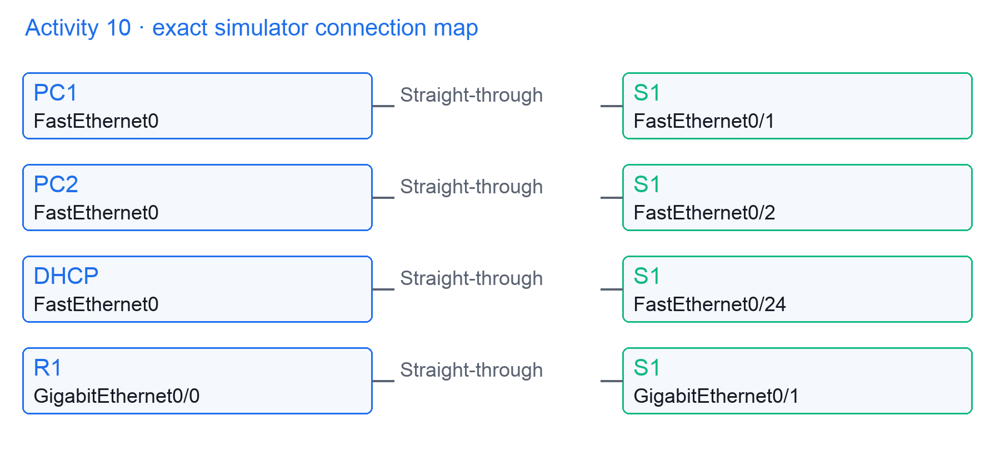 Activity 10 · exact simulator connection map
PC1
FastEthernet0
Straight-through
S1
FastEthernet0/1
PC2
FastEthernet0
Straight-through
S1
FastEthernet0/2
DHCP
FastEthernet0
Straight-through
S1
FastEthernet0/24
R1
GigabitEthernet0/0
Straight-through
S1
GigabitEthernet0/1